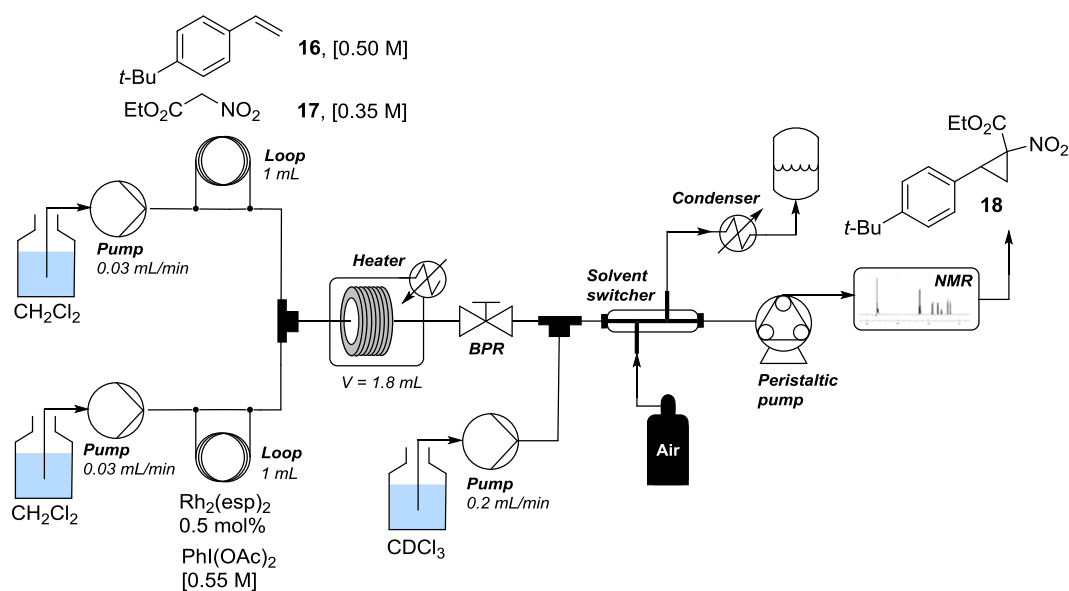 t-Bu
16, [0.50 M]
EtO₂C NO₂
17, [0.35 M]
Loop
1 mL
Pump
0.03 mL/min
CH₂Cl₂
Heater
V = 1.8 mL
BPR
Pump
0.03 mL/min
CH₂Cl₂
Loop
1 mL
Rh₂(esp)₂
0.5 mol%
PhI(OAc)₂
[0.55 M]
Pump
0.2 mL/min
CDCl₃
Solvent
switcher
Condenser
Air
Peristaltic
pump
NMR
EtO₂C
NO₂
18
t-Bu